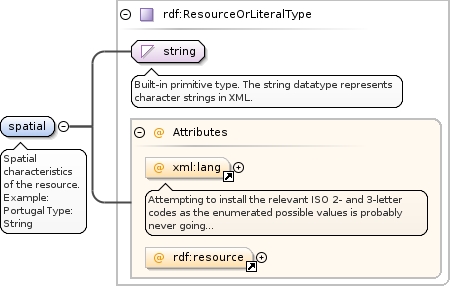 rdf:ResourceOrLiteralType
string
Built-in primitive type. The string datatype represents
character strings in XML.
spatial
Spatial
characteristics
of the resource.
Example:
Portugal Type:
String
@ Attributes
@ xml:lang
Attempting to install the relevant ISO 2- and 3-letter
codes as the enumerated possible values is probably
never going...
@ rdf:resource